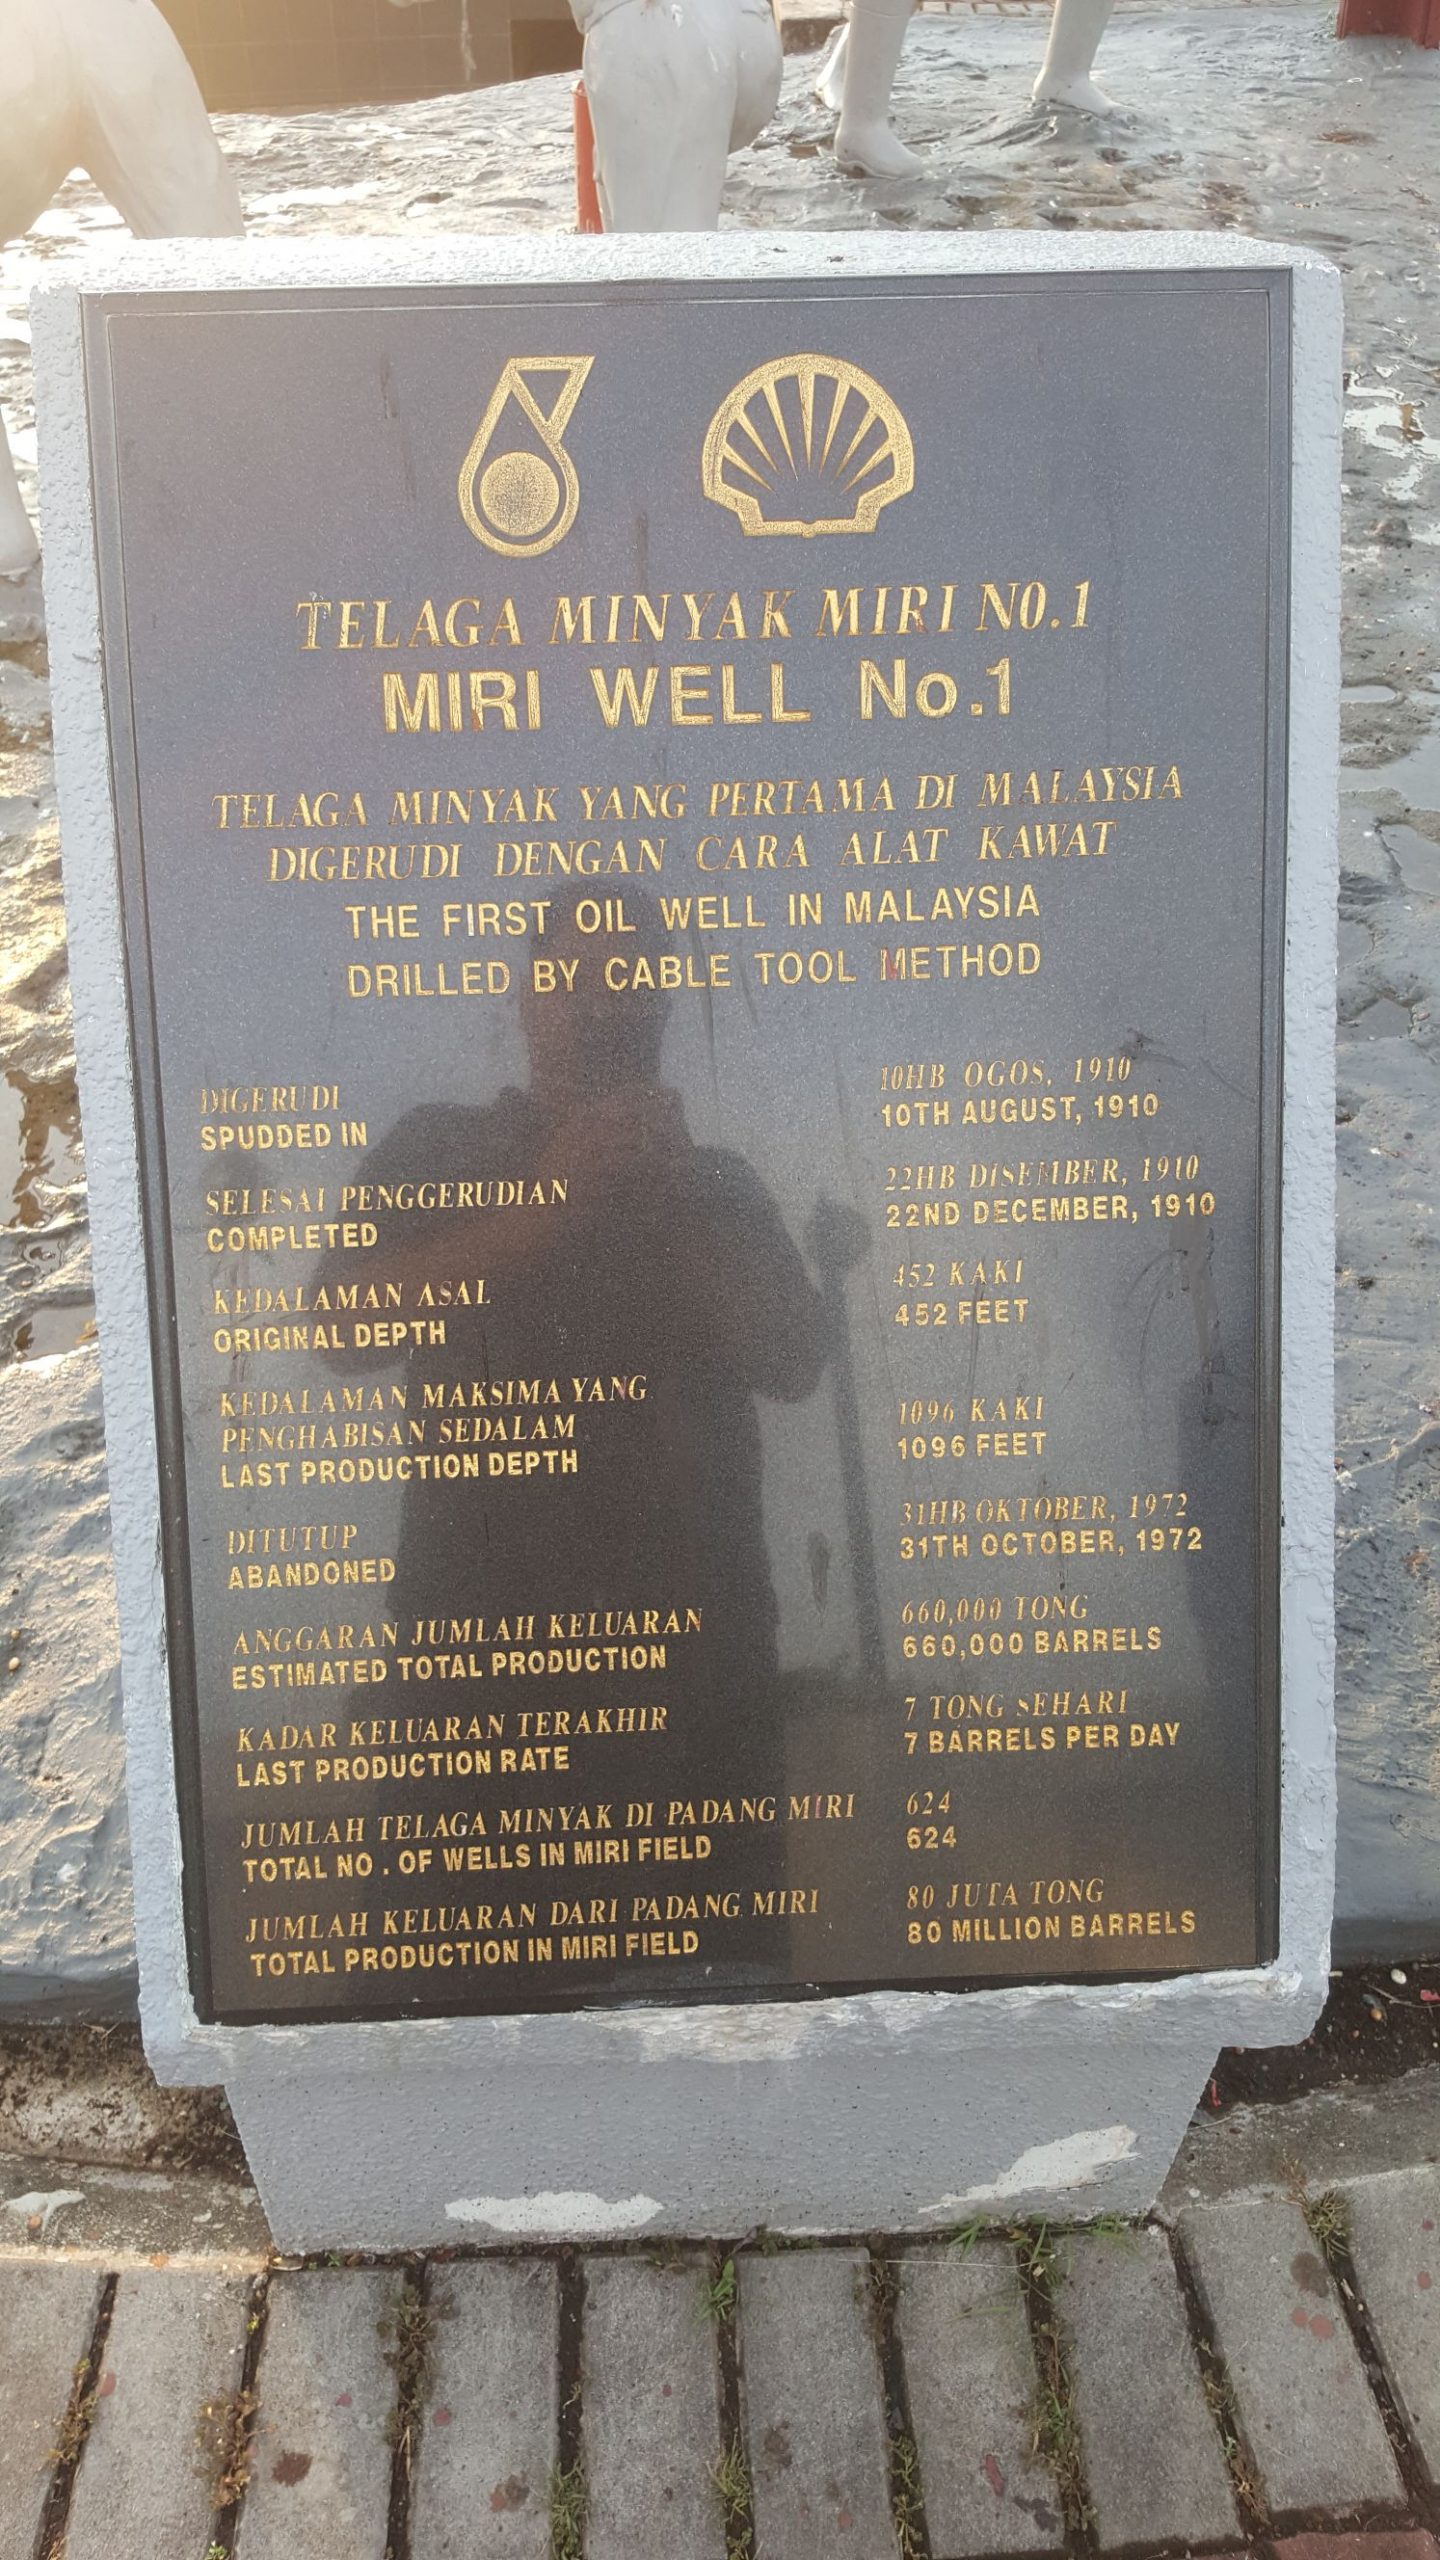 TELAGA MINYAK MIRI NO.1
MIRI WELL No.1
TELAGA MINYAK YANG PERTAMA DI MALAYSIA
DIGERUDI DENGAN CARA ALAT KAWAT
THE FIRST OIL WELL IN MALAYSIA
DRILLED BY CABLE TOOL METHOD
DIGERUDI 10HB OGOS, 1910
SPUDDED IN 10TH AUGUST, 1910
SELESAI PENGGERUDIAN 22HB DISEMBER, 1910
COMPLETED 22ND DECEMBER, 1910
KEDALAMAN ASAL 452 KAKI
ORIGINAL DEPTH 452 FEET
KEDALAMAN MAKSIMA YANG
PENGHABISAN SEDALAM 1096 KAKI
LAST PRODUCTION DEPTH 1096 FEET
DITUTUP 31HB OKTOBER, 1972
ABANDONED 31TH OCTOBER, 1972
ANGGARAN JUMLAH KELUARAN 660,000 TONG
ESTIMATED TOTAL PRODUCTION 660,000 BARRELS
KADAR KELUARAN TERAKHIR 7 TONG SEHARI
LAST PRODUCTION RATE 7 BARRELS PER DAY
JUMLAH TELAGA MINYAK DI PADANG MIRI 624
TOTAL NO . OF WELLS IN MIRI FIELD 624
JUMLAH KELUARAN DARI PADANG MIRI 80 JUTA TONG
TOTAL PRODUCTION IN MIRI FIELD 80 MILLION BARRELS